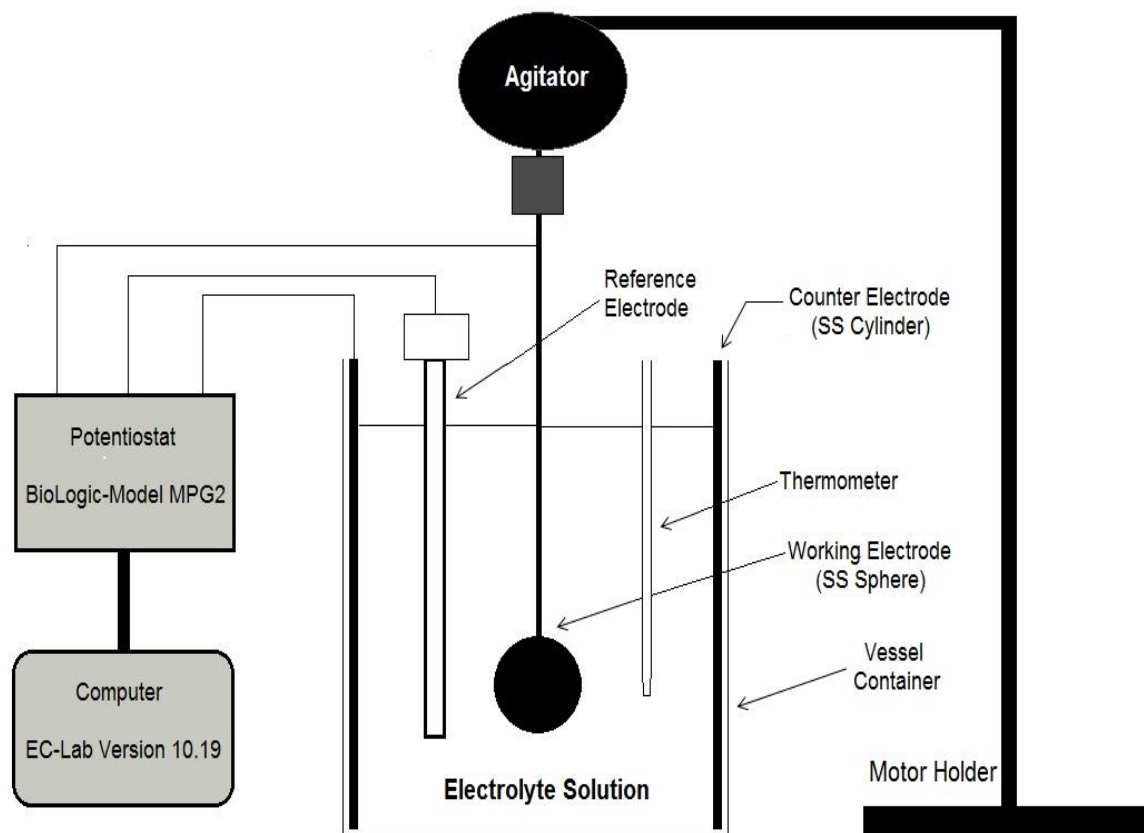 Agitator
Reference
Electrode
Counter Electrode
(SS Cylinder)
Potentiostat
BioLogic-Model MPG2
Thermometer
Working Electrode
(SS Sphere)
Vessel
Container
Computer
EC-Lab Version 10.19
Electrolyte Solution
Motor Holder